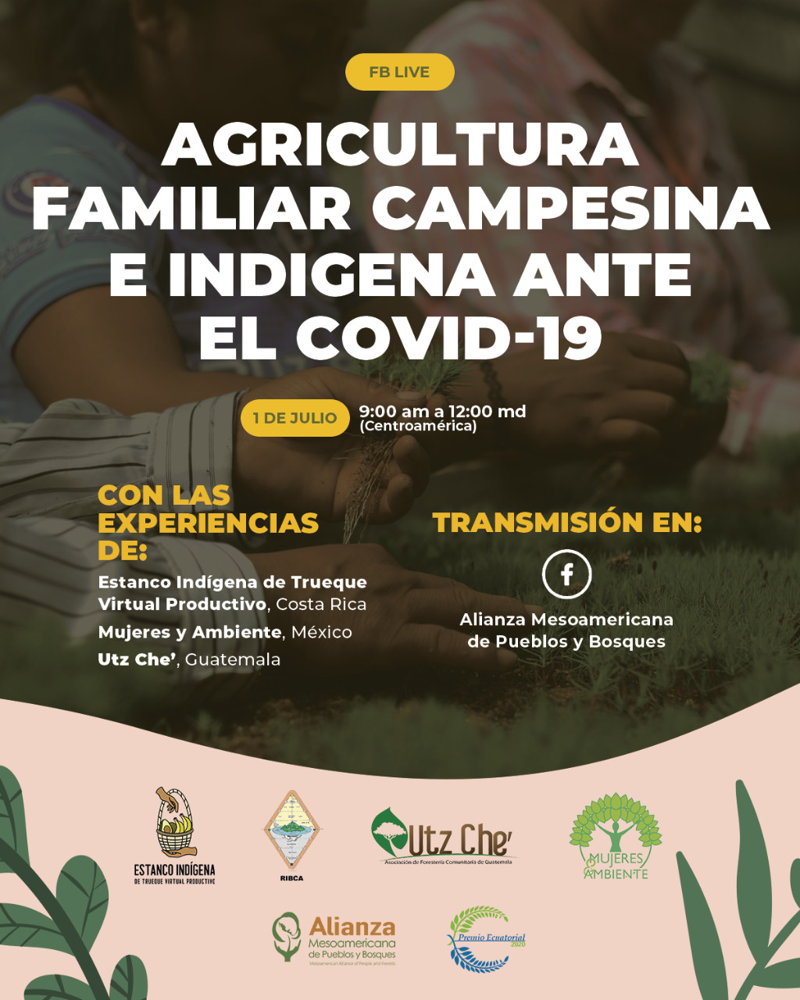 FB LIVE
AGRICULTURA
FAMILIAR CAMPESINA
E INDIGENA ANTE
EL COVID-19
1 DE JULIO
9:00 am a 12:00 md
(Centroamérica)
CON LAS
EXPERIENCIAS
DE:
Estanco Indígena de Trueque
Virtual Productivo, Costa Rica
Mujeres y Ambiente, México
Utz Che’, Guatemala
TRANSMISIÓN EN:
f
Alianza Mesoamericana
de Pueblos y Bosques
ESTANCO INDÍGENA
DE TRUEQUE VIRTUAL PRODUCTIVO
RIBCA
Utz Che’
Asociación de Forestería Comunitaria de Guatemala
MUJERES
& AMBIENTE
Alianza
Mesoamericana
de Pueblos y Bosques
Mesoamerican Alliance of People and Forests
Premio Ecuatorial
2020